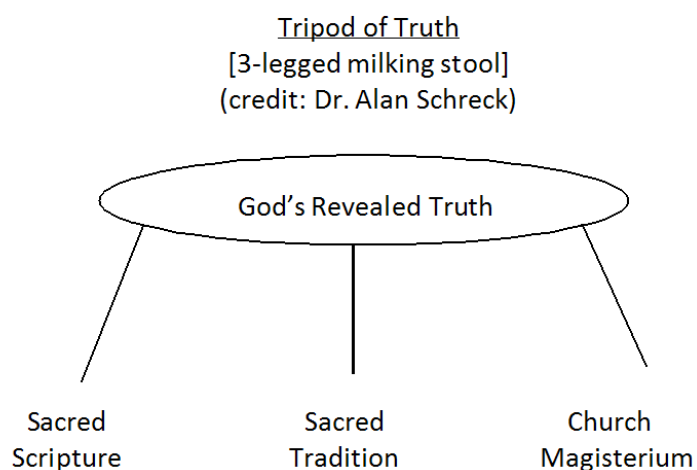 Tripod of Truth
[3-legged milking stool]
(credit: Dr. Alan Schreck)
God’s Revealed Truth
Sacred
Scripture
Sacred
Tradition
Church
Magisterium